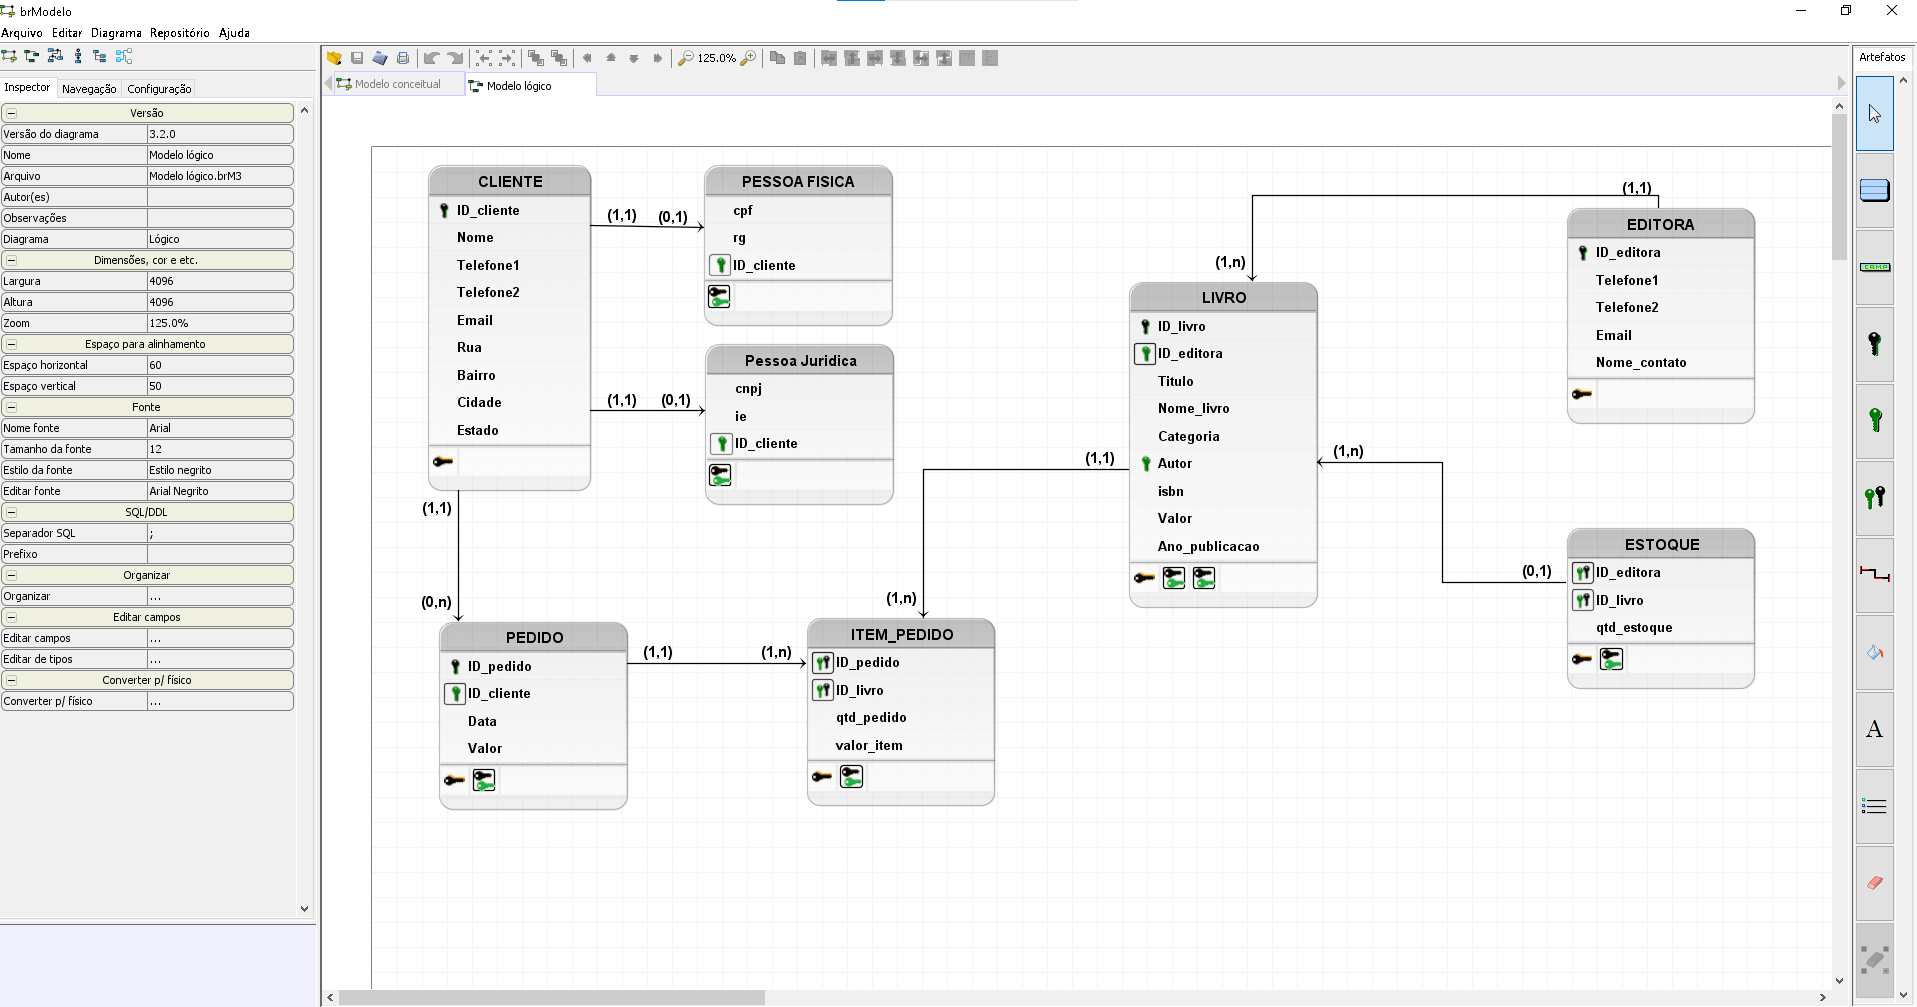 brModelo
Arquivo Editar Diagrama Repositório Ajuda
125.0%
Artefatos
Inspector Navegação Configuração
Modelo conceitual
Modelo lógico
Versão
Versão do diagrama 3.2.0
Nome Modelo lógico
Arquivo Modelo lógico.brM3
Autor(es)
Observações
Diagrama Lógico
Dimensões, cor e etc.
Largura 4096
Altura 4096
Zoom 125.0%
Espaço para alinhamento
Espaço horizontal 60
Espaço vertical 50
Fonte
Nome fonte Arial
Tamanho da fonte 12
Estilo da fonte Estilo negrito
Editar fonte Arial Negrito
SQL/DDL
Separador SQL ;
Prefixo
Organizar
Organizar ...
Editar campos
Editar campos ...
Editar de tipos ...
Converter p/ físico
Converter p/ físico ...
CLIENTE
ID_cliente
Nome
Telefone1
Telefone2
Email
Rua
Bairro
Cidade
Estado
(1,1) (0,1)
PESSOA FISICA
cpf
rg
ID_cliente
(1,1) (0,1)
Pessoa Juridica
cnpj
ie
ID_cliente
(1,1)
(0,n)
PEDIDO
ID_pedido
ID_cliente
Data
Valor
(1,1) (1,n)
ITEM_PEDIDO
ID_pedido
ID_livro
qtd_pedido
valor_item
(1,n)
(1,1)
LIVRO
ID_livro
ID_editora
Titulo
Nome_livro
Categoria
Autor
isbn
Valor
Ano_publicacao
(1,n)
(1,1)
EDITORA
ID_editora
Telefone1
Telefone2
Email
Nome_contato
(1,n)
(0,1)
ESTOQUE
ID_editora
ID_livro
qtd_estoque
CAMPO
A